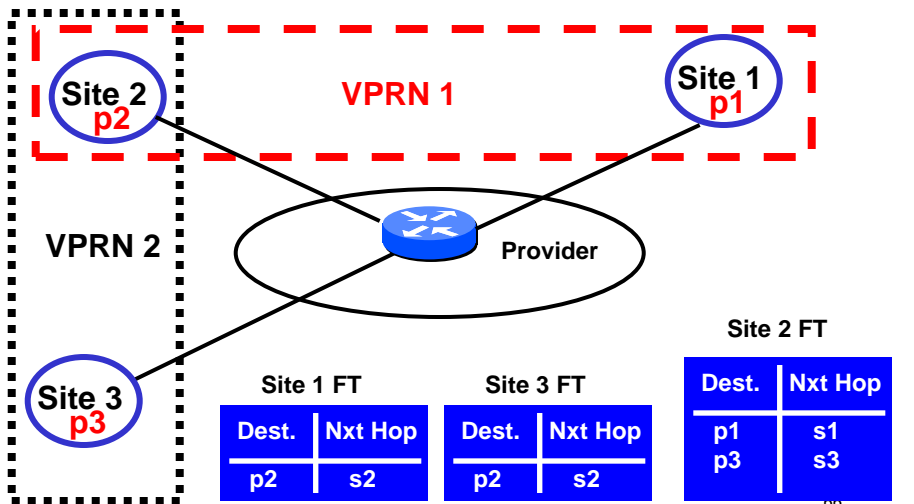 Site 2
p2
VPRN 1
Site 1
p1
VPRN 2
Provider
Site 3
p3
Site 1 FT
Dest. Nxt Hop
p2 s2
Site 3 FT
Dest. Nxt Hop
p2 s2
Site 2 FT
Dest. Nxt Hop
p1 s1
p3 s3